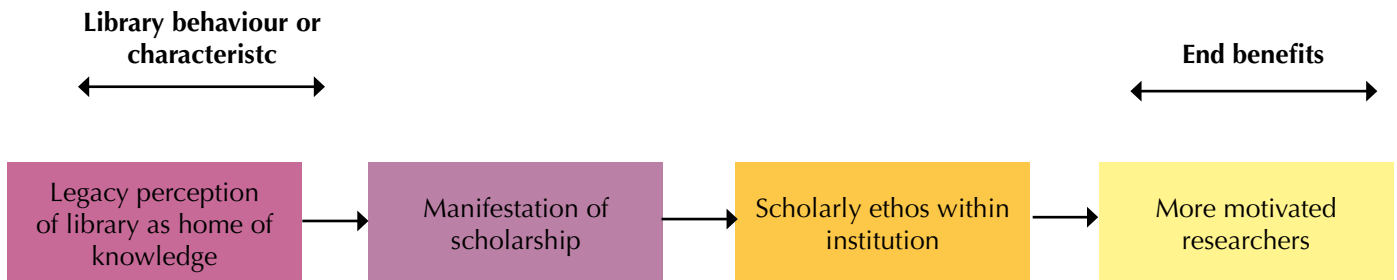 Library behaviour or
characteristc
End benefits
Legacy perception
of library as home of
knowledge
Manifestation of
scholarship
Scholarly ethos within
institution
More motivated
researchers